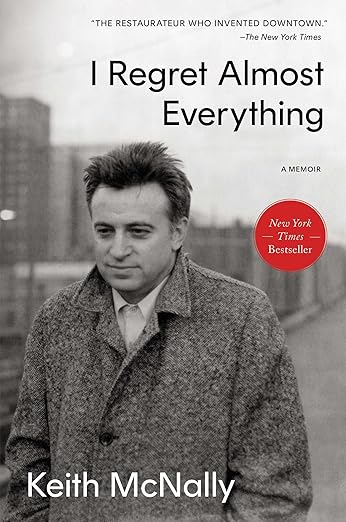 “THE RESTAURATEUR WHO INVENTED DOWNTOWN.”
—The New York Times
I Regret Almost
Everything
A MEMOIR
New York
— Times —
Bestseller
Keith McNally